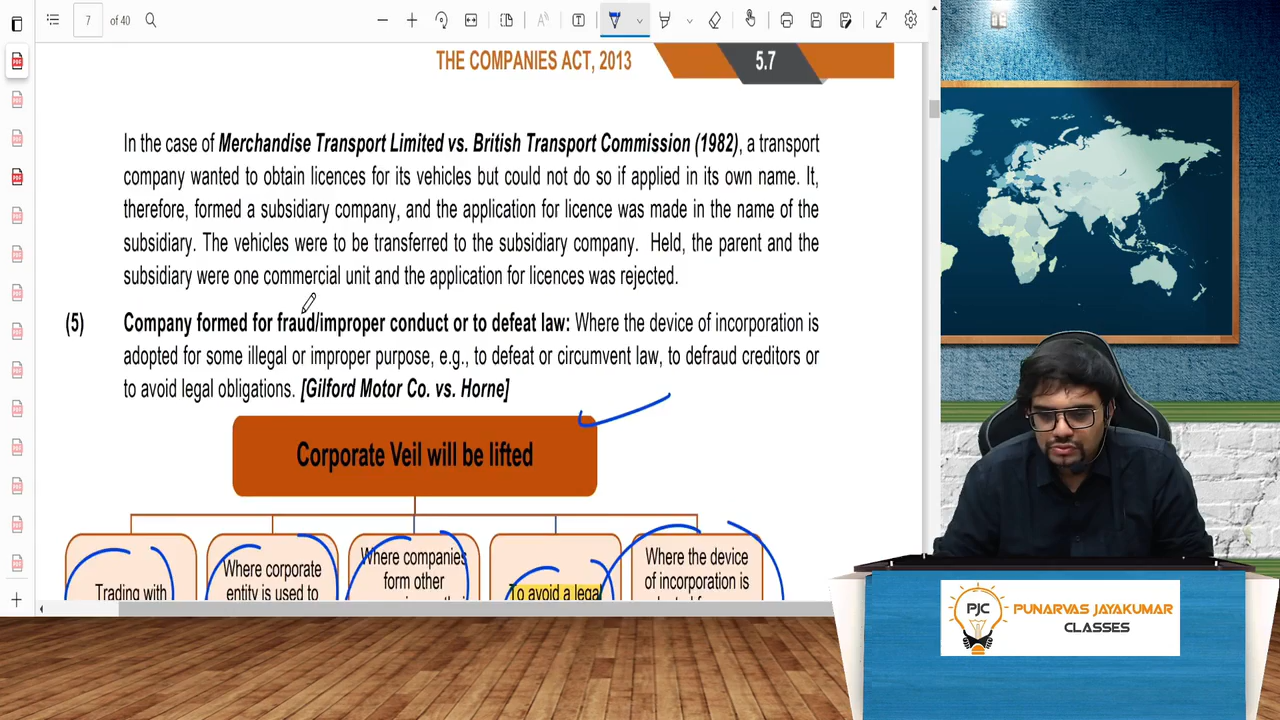 7 of 40
THE COMPANIES ACT, 2013 5.7
In the case of Merchandise Transport Limited vs. British Transport Commission (1982), a transport
company wanted to obtain licences for its vehicles but could not do so if applied in its own name. It,
therefore, formed a subsidiary company, and the application for licence was made in the name of the
subsidiary. The vehicles were to be transferred to the subsidiary company. Held, the parent and the
subsidiary were one commercial unit and the application for licences was rejected.
(5) Company formed for fraud/improper conduct or to defeat law: Where the device of incorporation is
adopted for some illegal or improper purpose, e.g., to defeat or circumvent law, to defraud creditors or
to avoid legal obligations. [Gilford Motor Co. vs. Horne]
Corporate Veil will be lifted
Trading with
Where corporate
entity is used to
Where companies
form other
To avoid a legal
Where the device
of incorporation is
PJC
PUNARVAS JAYAKUMAR
CLASSES